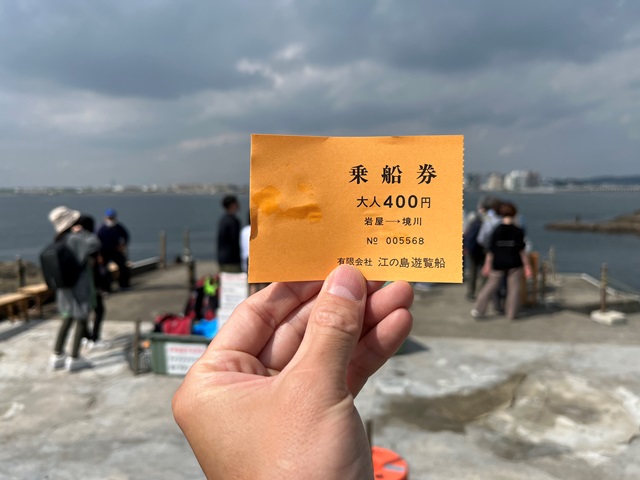 乗船券
大人400円
岩屋→境川
№ 005568
有限会社 江の島遊覧船